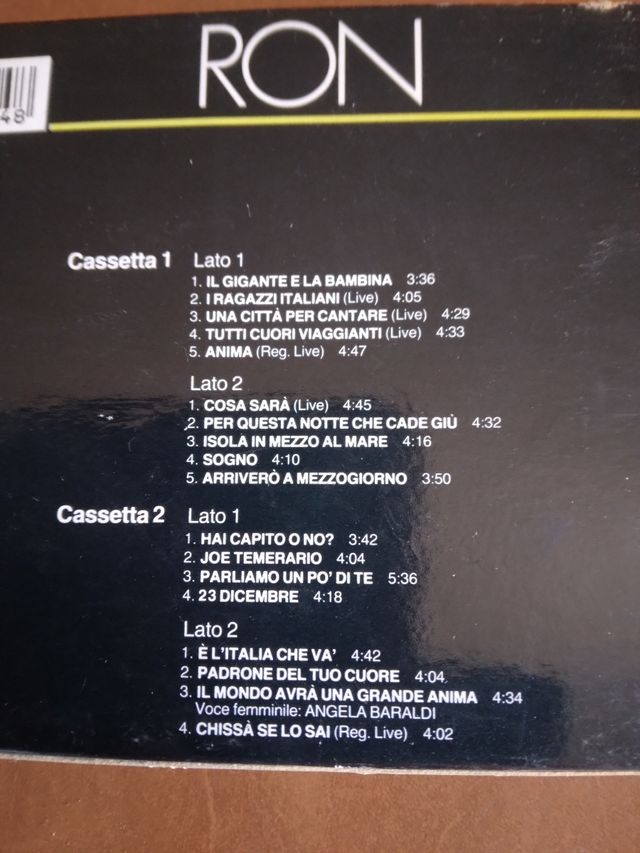 RON
48
Cassetta 1 Lato 1
1. IL GIGANTE E LA BAMBINA 3:36
2. I RAGAZZI ITALIANI (Live) 4:05
3. UNA CITTÀ PER CANTARE (Live) 4:29
4. TUTTI CUORI VIAGGIANTI (Live) 4:33
5. ANIMA (Reg. Live) 4:47
Lato 2
1. COSA SARÀ (Live) 4:45
2. PER QUESTA NOTTE CHE CADE GIÙ 4:32
3. ISOLA IN MEZZO AL MARE 4:16
4. SOGNO 4:10
5. ARRIVERÒ A MEZZOGIORNO 3:50
Cassetta 2 Lato 1
1. HAI CAPITO O NO? 3:42
2. JOE TEMERARIO 4:04
3. PARLIAMO UN PO' DI TE 5:36
4. 23 DICEMBRE 4:18
Lato 2
1. È L'ITALIA CHE VA' 4:42
2. PADRONE DEL TUO CUORE 4:04
3. IL MONDO AVRÀ UNA GRANDE ANIMA 4:34
Voce femminile: ANGELA BARALDI
4. CHISSÀ SE LO SAI (Reg. Live) 4:02